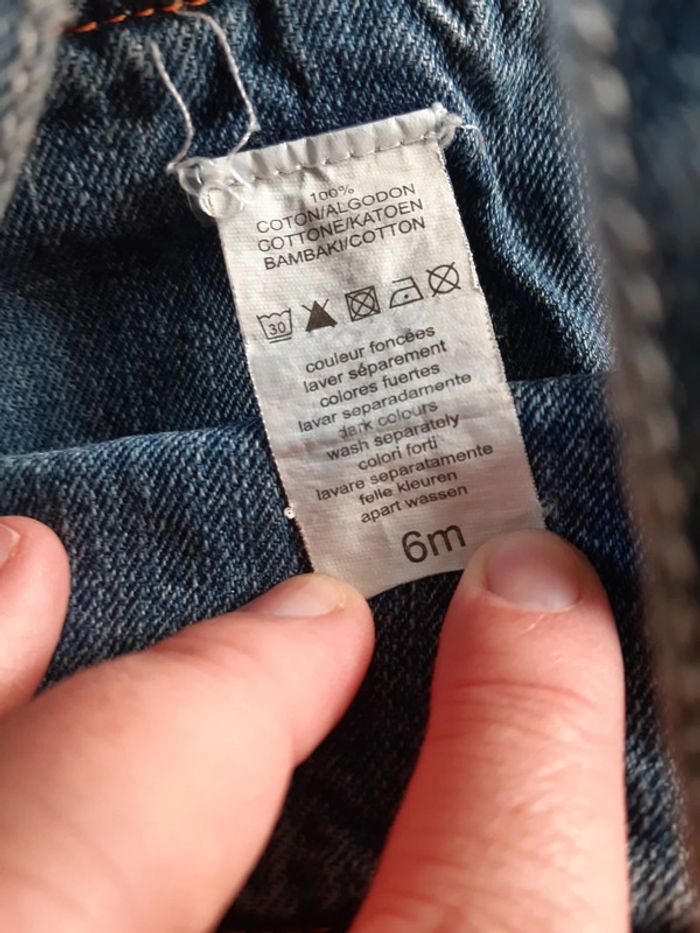 100%
COTON/ALGODON
COTTONE/KATOEN
BAMBAKI/COTTON
30
couleur foncées
laver séparement
colores fuertes
lavar separadamente
dark colours
wash separately
colori forti
lavare separatamente
felle kleuren
apart wassen
6m